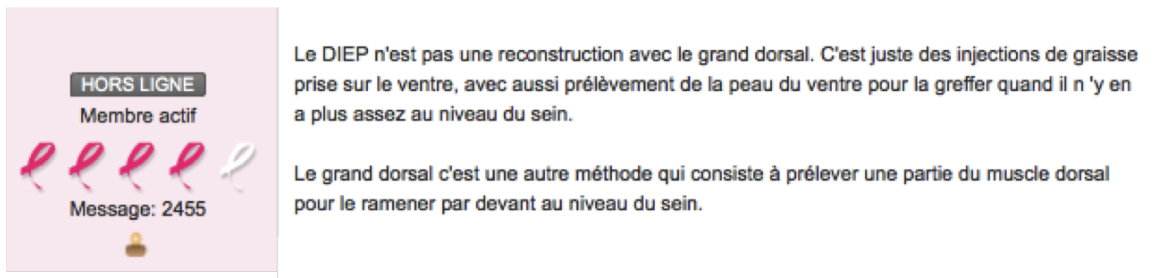 HORS LIGNE
Membre actif
Message: 2455
Le DIEP n'est pas une reconstruction avec le grand dorsal. C'est juste des injections de graisse
prise sur le ventre, avec aussi prélèvement de la peau du ventre pour la greffer quand il n 'y en
a plus assez au niveau du sein.
Le grand dorsal c'est une autre méthode qui consiste à prélever une partie du muscle dorsal
pour le ramener par devant au niveau du sein.